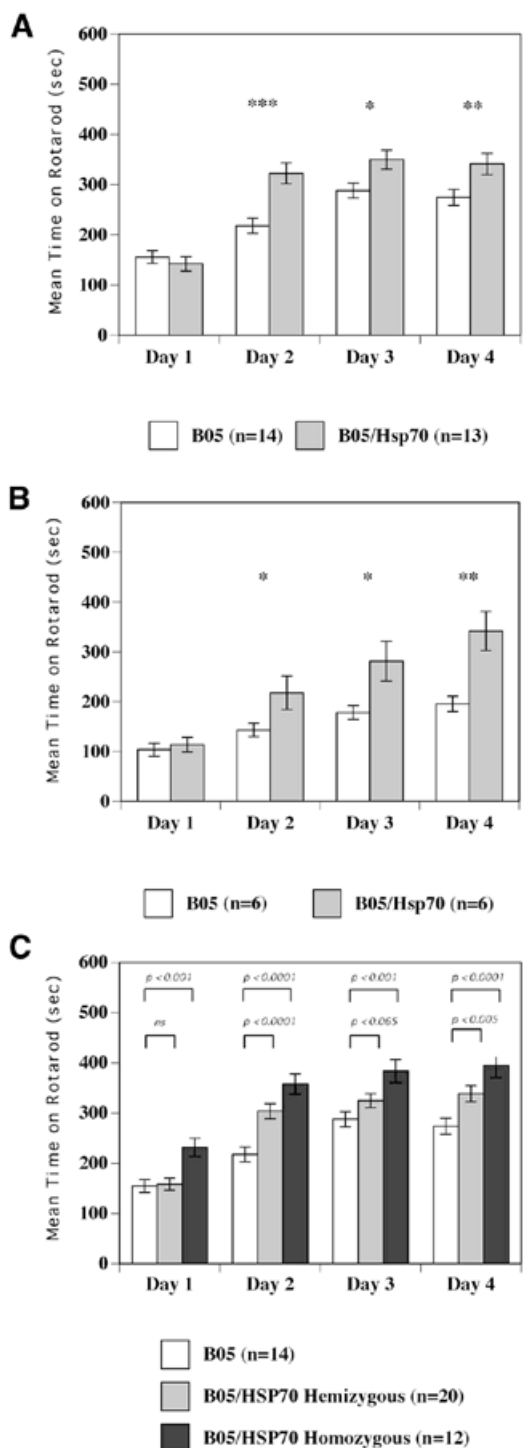 A
Mean Time on Rotarod (sec)
600
500
400
300
200
100
0
***
*
**
Day 1 Day 2 Day 3 Day 4
B05 (n=14) B05/Hsp70 (n=13)
B
Mean Time on Rotarod (sec)
600
500
400
300
200
100
0
*
*
**
Day 1 Day 2 Day 3 Day 4
B05 (n=6) B05/Hsp70 (n=6)
C
Mean Time on Rotarod (sec)
600
500
400
300
200
100
0
p <0.001 p <0.0001 p <0.001 p <0.0001
ns p <0.0001 p <0.065 p <0.005
Day 1 Day 2 Day 3 Day 4
B05 (n=14)
B05/HSP70 Hemizygous (n=20)
B05/HSP70 Homozygous (n=12)